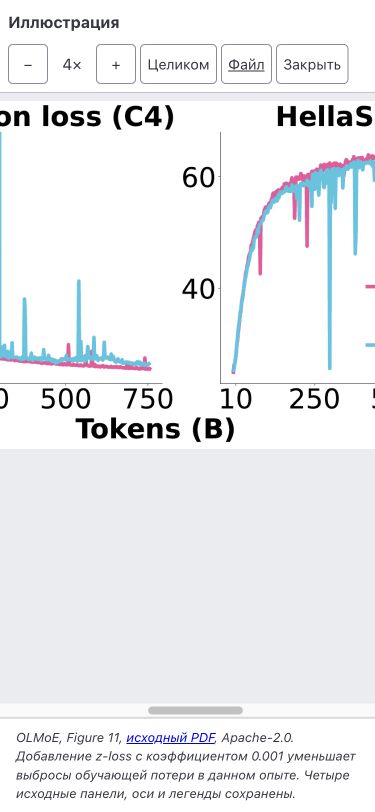 Иллюстрация
− 4× + Целиком Файл Закрыть
on loss (C4) HellaS
60
40
0 500 750 10 250
Tokens (B)
OLMoE, Figure 11, исходный PDF, Apache-2.0.
Добавление z-loss с коэффициентом 0.001 уменьшает
выбросы обучающей потери в данном опыте. Четыре
исходные панели, оси и легенды сохранены.